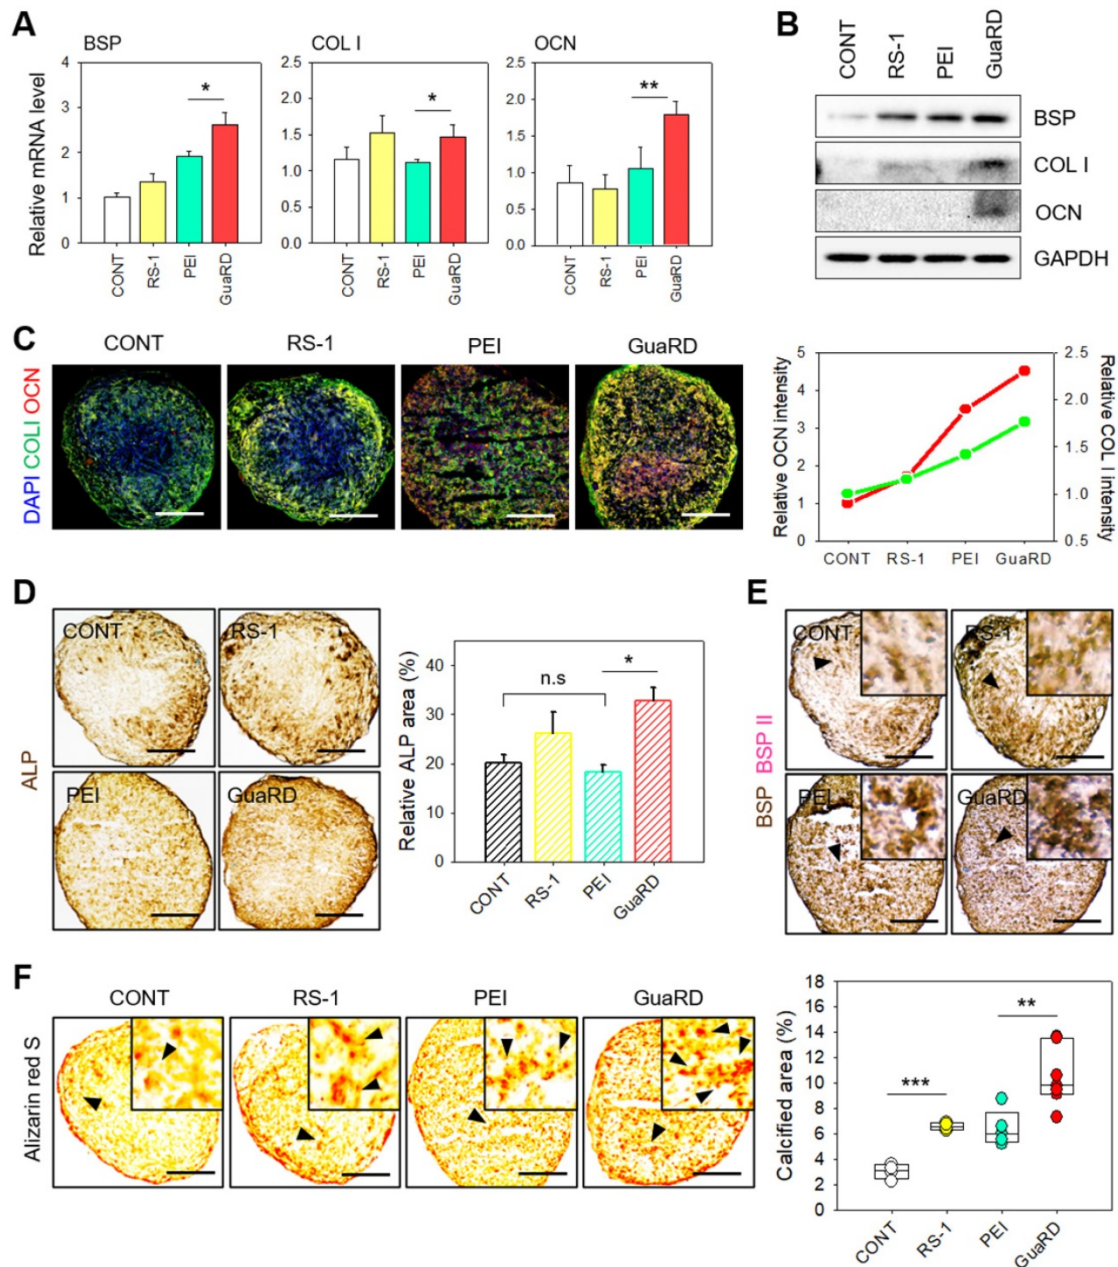 A
BSP
COL I
OCN
Relative mRNA level
4
3
2
1
0
*
CONT
RS-1
PEI
GuaRD
2.5
2.0
1.5
1.0
0.5
0.0
*
CONT
RS-1
PEI
GuaRD
2.5
2.0
1.5
1.0
0.5
0.0
**
CONT
RS-1
PEI
GuaRD
B
CONT
RS-1
PEI
GuaRD
BSP
COL I
OCN
GAPDH
C
CONT
RS-1
PEI
GuaRD
DAPI COLI OCN
Relative OCN intensity
5
4
3
2
1
0
2.5
2.0
1.5
1.0
0.5
Relative COL I Intensity
CONT
RS-1
PEI
GuaRD
D
ALP
CONT
RS-1
PEI
GuaRD
Relative ALP area (%)
40
30
20
10
0
n.s
*
CONT
RS-1
PEI
GuaRD
E
BSP BSP II
CONT
RS-1
PEI
GuaRD
F
Alizarin red S
CONT
RS-1
PEI
GuaRD
Calcified area (%)
18
16
14
12
10
8
6
4
2
0
***
**
CONT
RS-1
PEI
GuaRD